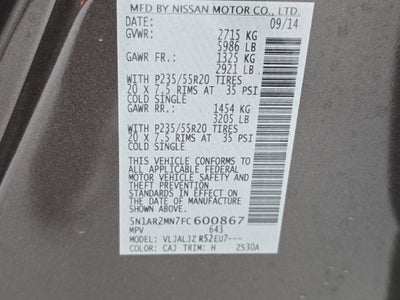 MFD BY NISSAN MOTOR CO., LTD.
DATE: 09/14
GVWR: 2715 KG
5986 LB
GAWR FR.: 1325 KG
2921 LB
WITH P235/55R20 TIRES
20 X 7.5 RIMS AT 35 PSI
COLD SINGLE
GAWR RR.: 1454 KG
3205 LB
WITH P235/55R20 TIRES
20 X 7.5 RIMS AT 35 PSI
COLD SINGLE
THIS VEHICLE CONFORMS TO
ALL APPLICABLE FEDERAL
MOTOR VEHICLE SAFETY
STANDARDS IN EFFECT ON
THE DATE OF MANUFACTURE
SHOWN ABOVE.
5N1AR2MN7FC600867
MPV 643
MODEL: VLJALJZ R52EU7---
COLOR: CAJ TRIM: H ZS30A